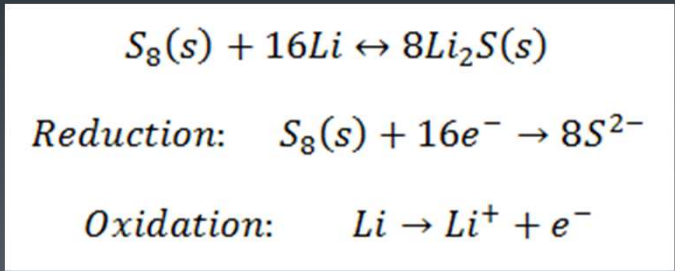 S₈(s) + 16Li ↔ 8Li₂S(s)
Reduction: S₈(s) + 16e⁻ → 8S²⁻
Oxidation: Li → Li⁺ + e⁻